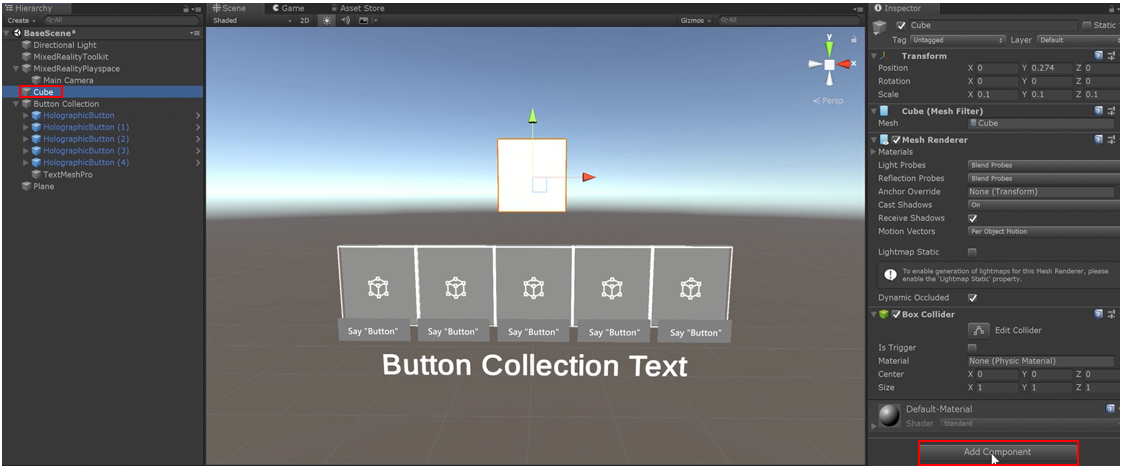 Hierarchy
Create
All
BaseScene*
Directional Light
MixedRealityToolkit
MixedRealityPlayspace
Main Camera
Cube
Button Collection
HolographicButton
HolographicButton (1)
HolographicButton (2)
HolographicButton (3)
HolographicButton (4)
TextMeshPro
Plane
Scene Game Asset Store
Shaded 2D Gizmos All
y
x
Persp
Say "Button" Say "Button" Say "Button" Say "Button" Say "Button"
Button Collection Text
Inspector
Cube Static
Tag Untagged Layer Default
Transform
Position X 0 Y 0.274 Z 0
Rotation X 0 Y 0 Z 0
Scale X 0.1 Y 0.1 Z 0.1
Cube (Mesh Filter)
Mesh Cube
Mesh Renderer
Materials
Light Probes Blend Probes
Reflection Probes Blend Probes
Anchor Override None (Transform)
Cast Shadows On
Receive Shadows
Motion Vectors Per Object Motion
Lightmap Static
To enable generation of lightmaps for this Mesh Renderer, please
enable the 'Lightmap Static' property.
Dynamic Occluded
Box Collider
Edit Collider
Is Trigger
Material None (Physic Material)
Center X 0 Y 0 Z 0
Size X 1 Y 1 Z 1
Default-Material
Shader Standard
Add Component